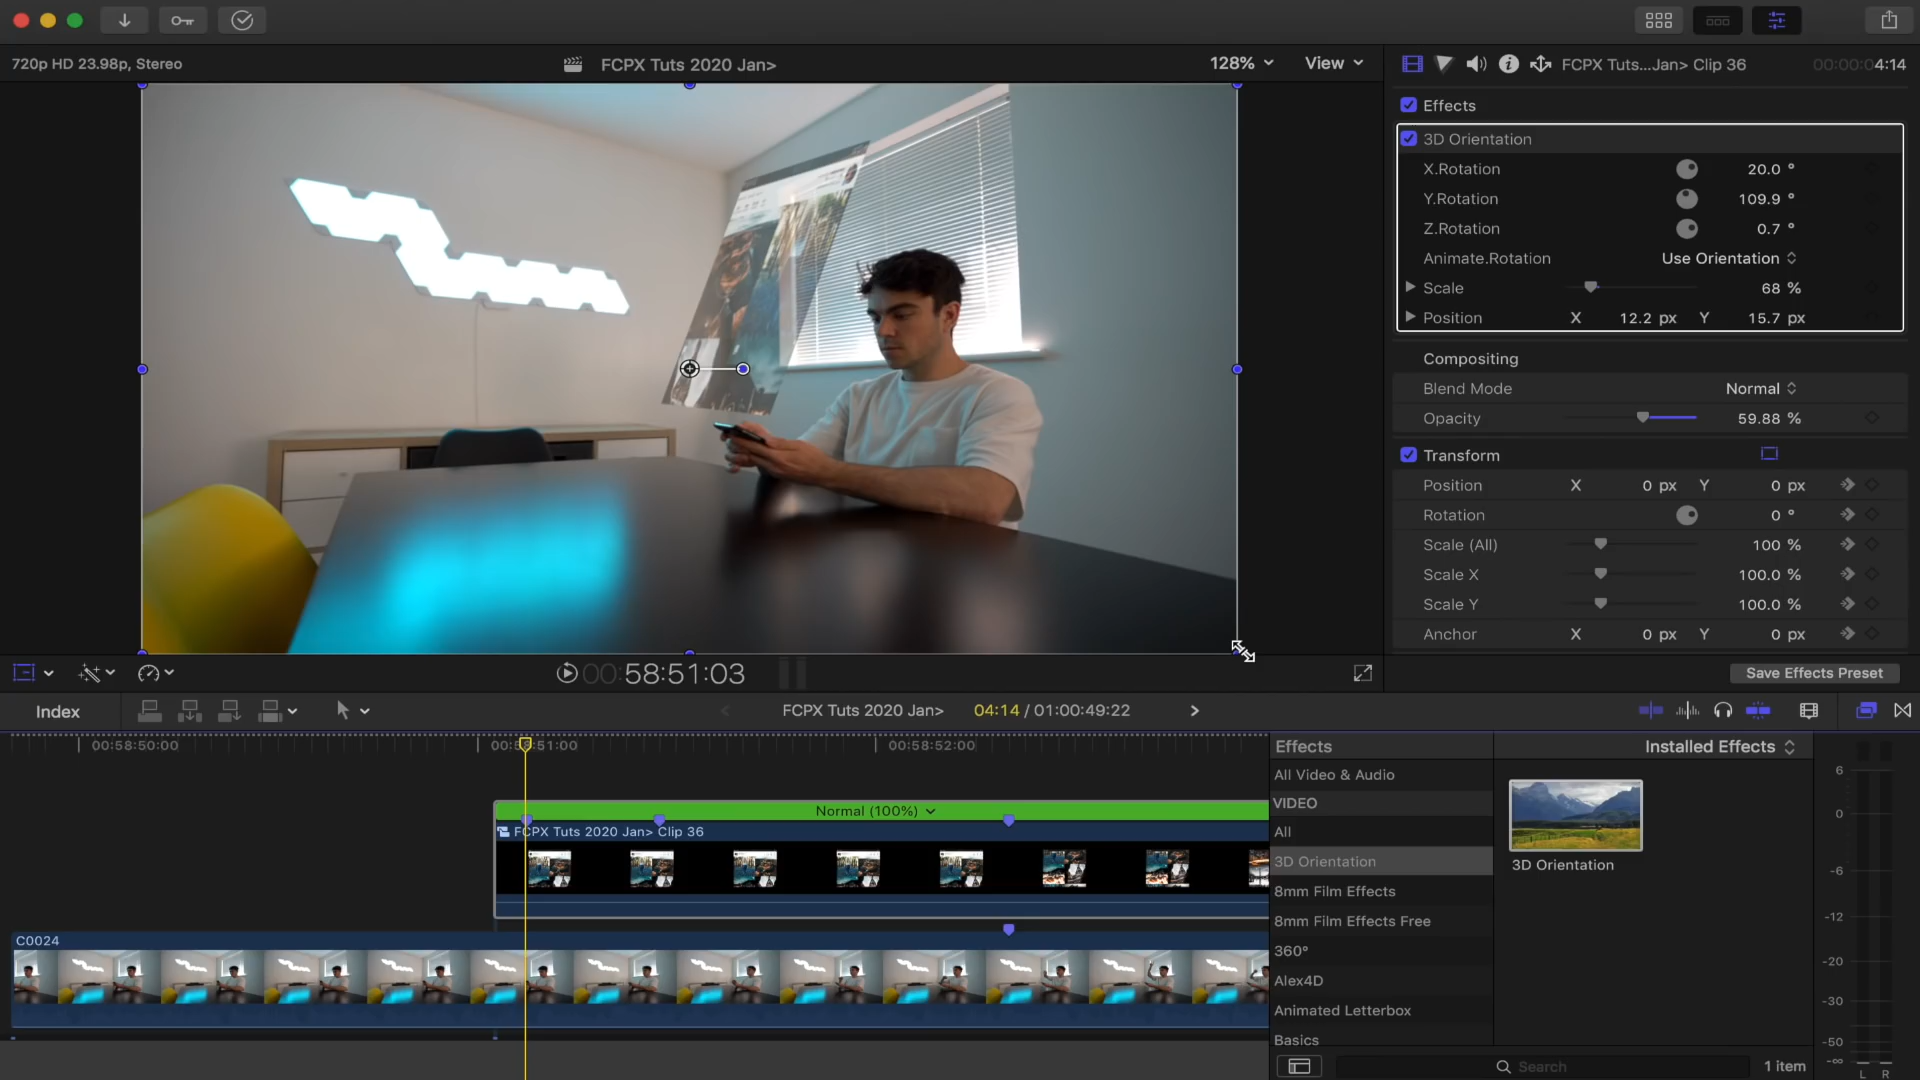 720p HD 23.98p, Stereo
FCPX Tuts 2020 Jan>
128%
View
FCPX Tuts...Jan> Clip 36
00:00:04:14
Effects
3D Orientation
X.Rotation 20.0 °
Y.Rotation 109.9 °
Z.Rotation 0.7 °
Animate.Rotation Use Orientation
Scale 68 %
Position X 12.2 px Y 15.7 px
Compositing
Blend Mode Normal
Opacity 59.88 %
Transform
Position X 0 px Y 0 px
Rotation 0 °
Scale (All) 100 %
Scale X 100.0 %
Scale Y 100.0 %
Anchor X 0 px Y 0 px
00:58:51:03
Save Effects Preset
Index
FCPX Tuts 2020 Jan>
04:14 / 01:00:49:22
00:58:50:00
00:58:51:00
00:58:52:00
Normal (100%)
FCPX Tuts 2020 Jan> Clip 36
C0024
Effects
Installed Effects
All Video & Audio
VIDEO
All
3D Orientation
8mm Film Effects
8mm Film Effects Free
360°
Alex4D
Animated Letterbox
Basics
3D Orientation
Search
1 item
6
0
-6
-12
-20
-30
-50
-∞
L R